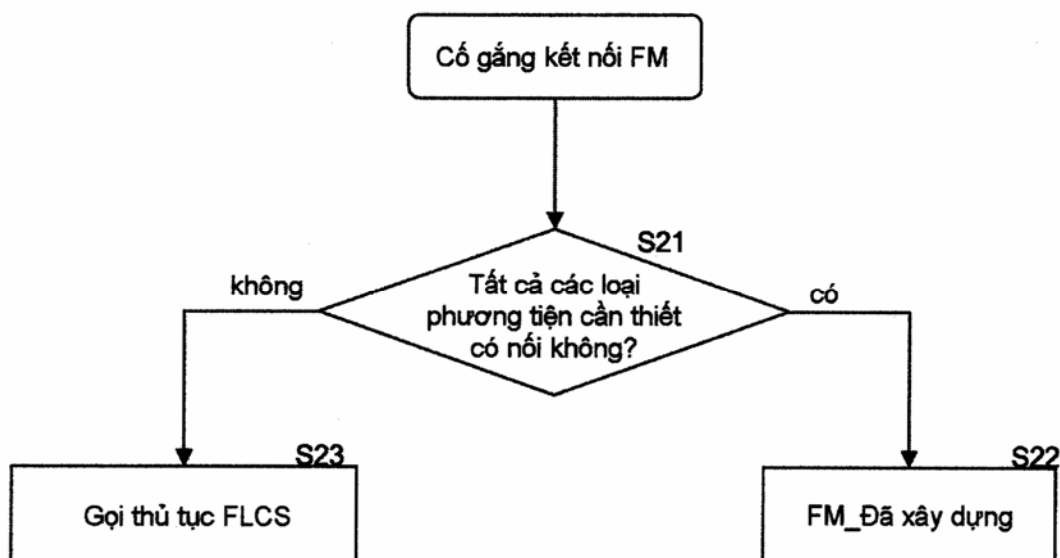 Cố gắng kết nối FM
S21
Tất cả các loại
phương tiện cần thiết
có nối không?
không
có
S23
Gọi thủ tục FLCS
S22
FM_Đã xây dựng